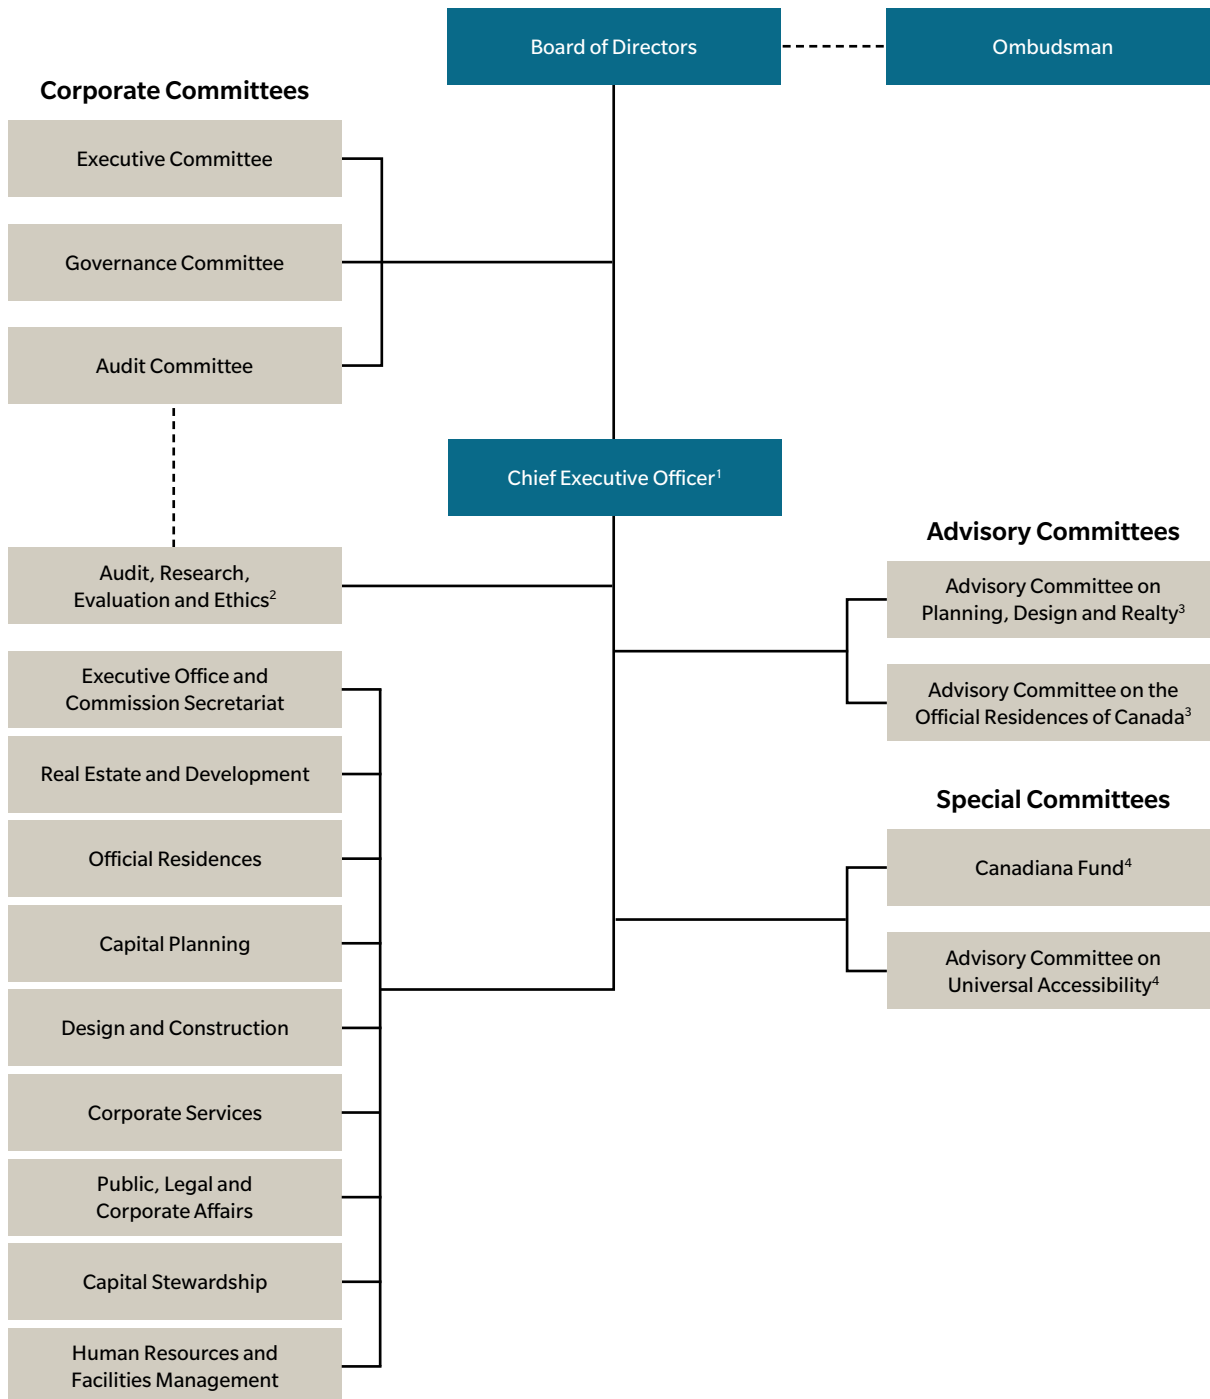 Board of Directors
Ombudsman
Corporate Committees
Executive Committee
Governance Committee
Audit Committee
Chief Executive Officer¹
Audit, Research,
Evaluation and Ethics²
Executive Office and
Commission Secretariat
Real Estate and Development
Official Residences
Capital Planning
Design and Construction
Corporate Services
Public, Legal and
Corporate Affairs
Capital Stewardship
Human Resources and
Facilities Management
Advisory Committees
Advisory Committee on
Planning, Design and Realty³
Advisory Committee on the
Official Residences of Canada³
Special Committees
Canadiana Fund⁴
Advisory Committee on
Universal Accessibility⁴